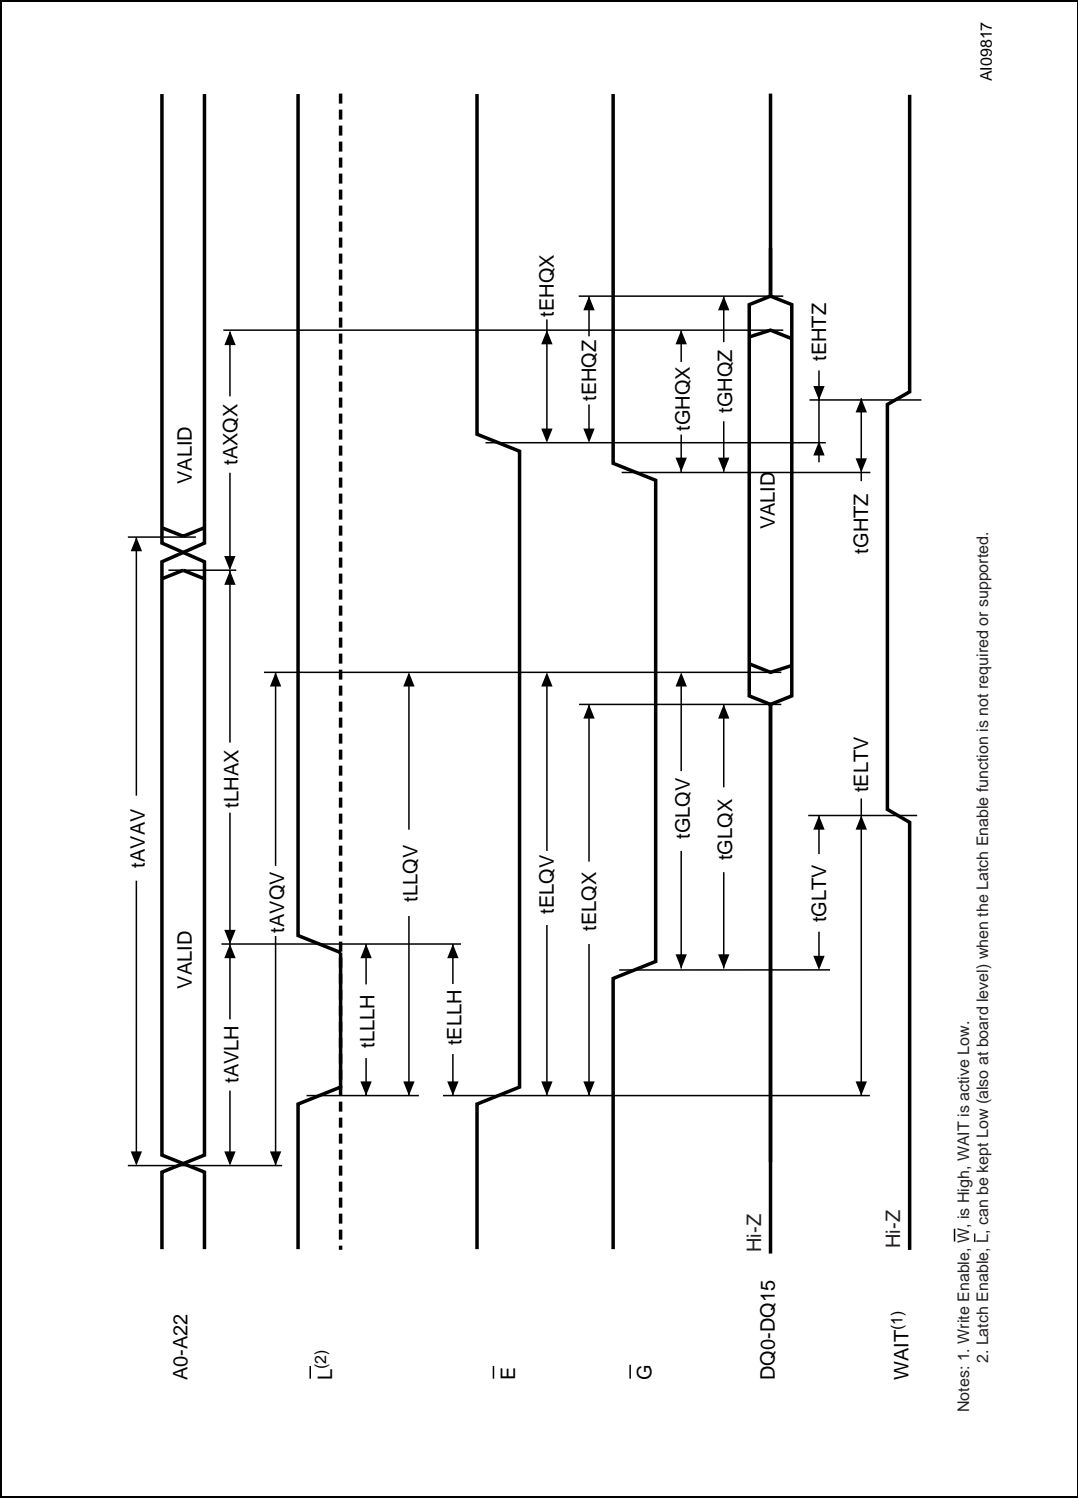 A0-A22
VALID
VALID
tAVAV
tAVLH
tLHAX
tAXQX
tAVQV
L(2)
tLLLH
tLLQV
tELLH
E
tELQV
tEHQX
tELQX
tEHQZ
G
tGLQV
tGHQX
tGLQX
tGHQZ
DQ0-DQ15
Hi-Z
VALID
tGLTV
tEHTZ
tELTV
tGHTZ
WAIT(1)
Hi-Z
Notes: 1. Write Enable, W, is High, WAIT is active Low.
2. Latch Enable, L, can be kept Low (also at board level) when the Latch Enable function is not required or supported.
AI09817